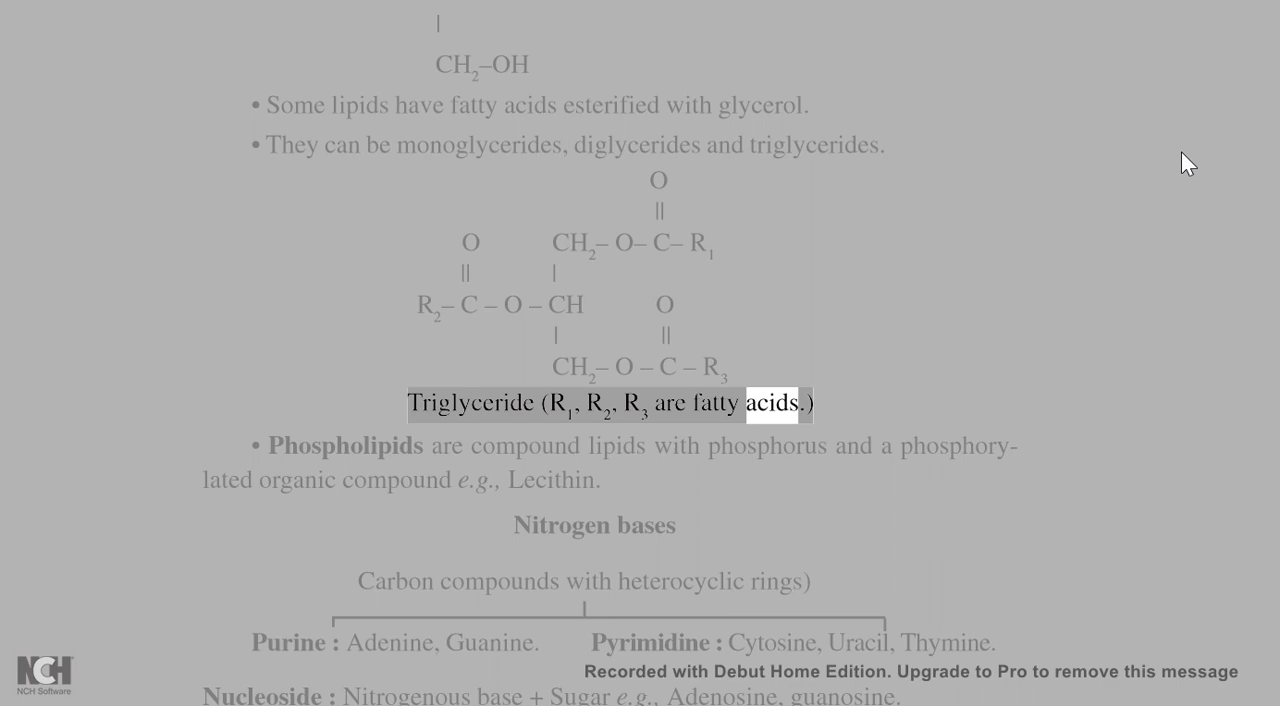 |
CH₂–OH
• Some lipids have fatty acids esterified with glycerol.
• They can be monoglycerides, diglycerides and triglycerides.
O
||
O CH₂– O– C– R₁
|| |
R₂– C – O – CH O
| ||
CH₂– O – C – R₃
Triglyceride (R₁, R₂, R₃ are fatty acids.)
• Phospholipids are compound lipids with phosphorus and a phosphory-
lated organic compound e.g., Lecithin.
Nitrogen bases
Carbon compounds with heterocyclic rings)
Purine : Adenine, Guanine. Pyrimidine : Cytosine, Uracil, Thymine.
NCH
NCH Software
Recorded with Debut Home Edition. Upgrade to Pro to remove this message
Nucleoside : Nitrogenous base + Sugar e.g., Adenosine, guanosine.